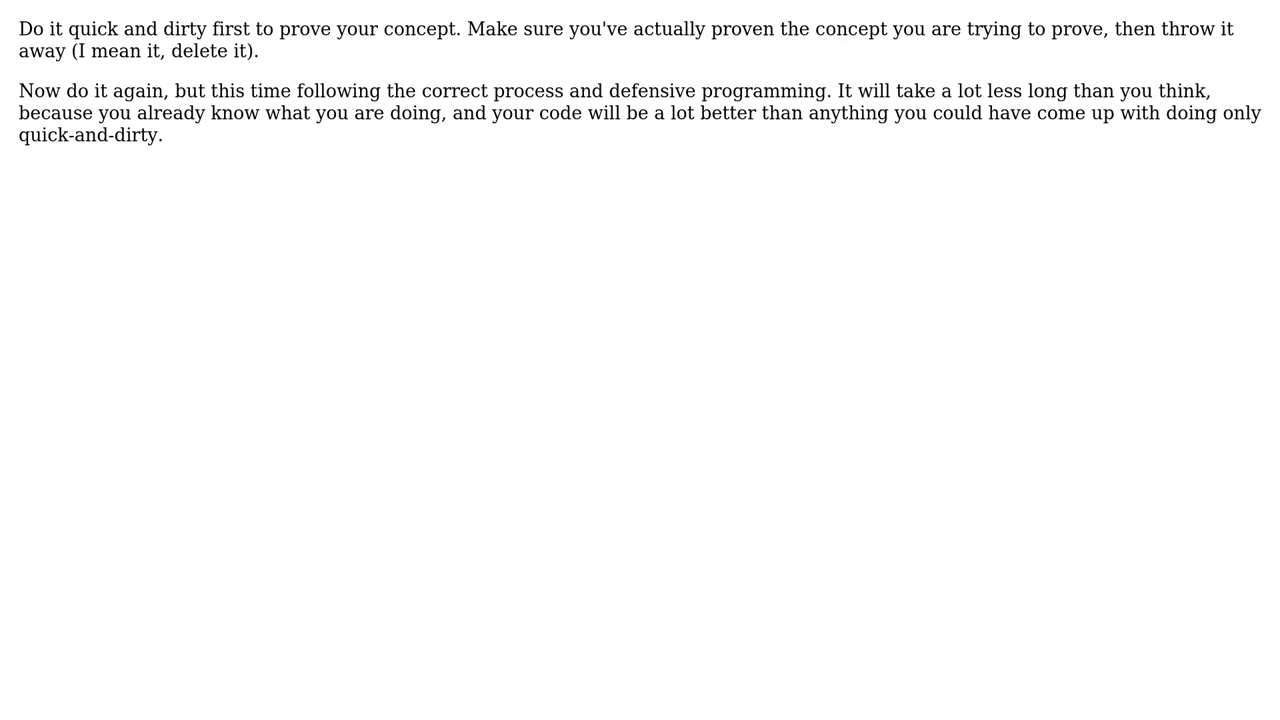 Do it quick and dirty first to prove your concept. Make sure you've actually proven the concept you are trying to prove, then throw it
away (I mean it, delete it).
Now do it again, but this time following the correct process and defensive programming. It will take a lot less long than you think,
because you already know what you are doing, and your code will be a lot better than anything you could have come up with doing only
quick-and-dirty.